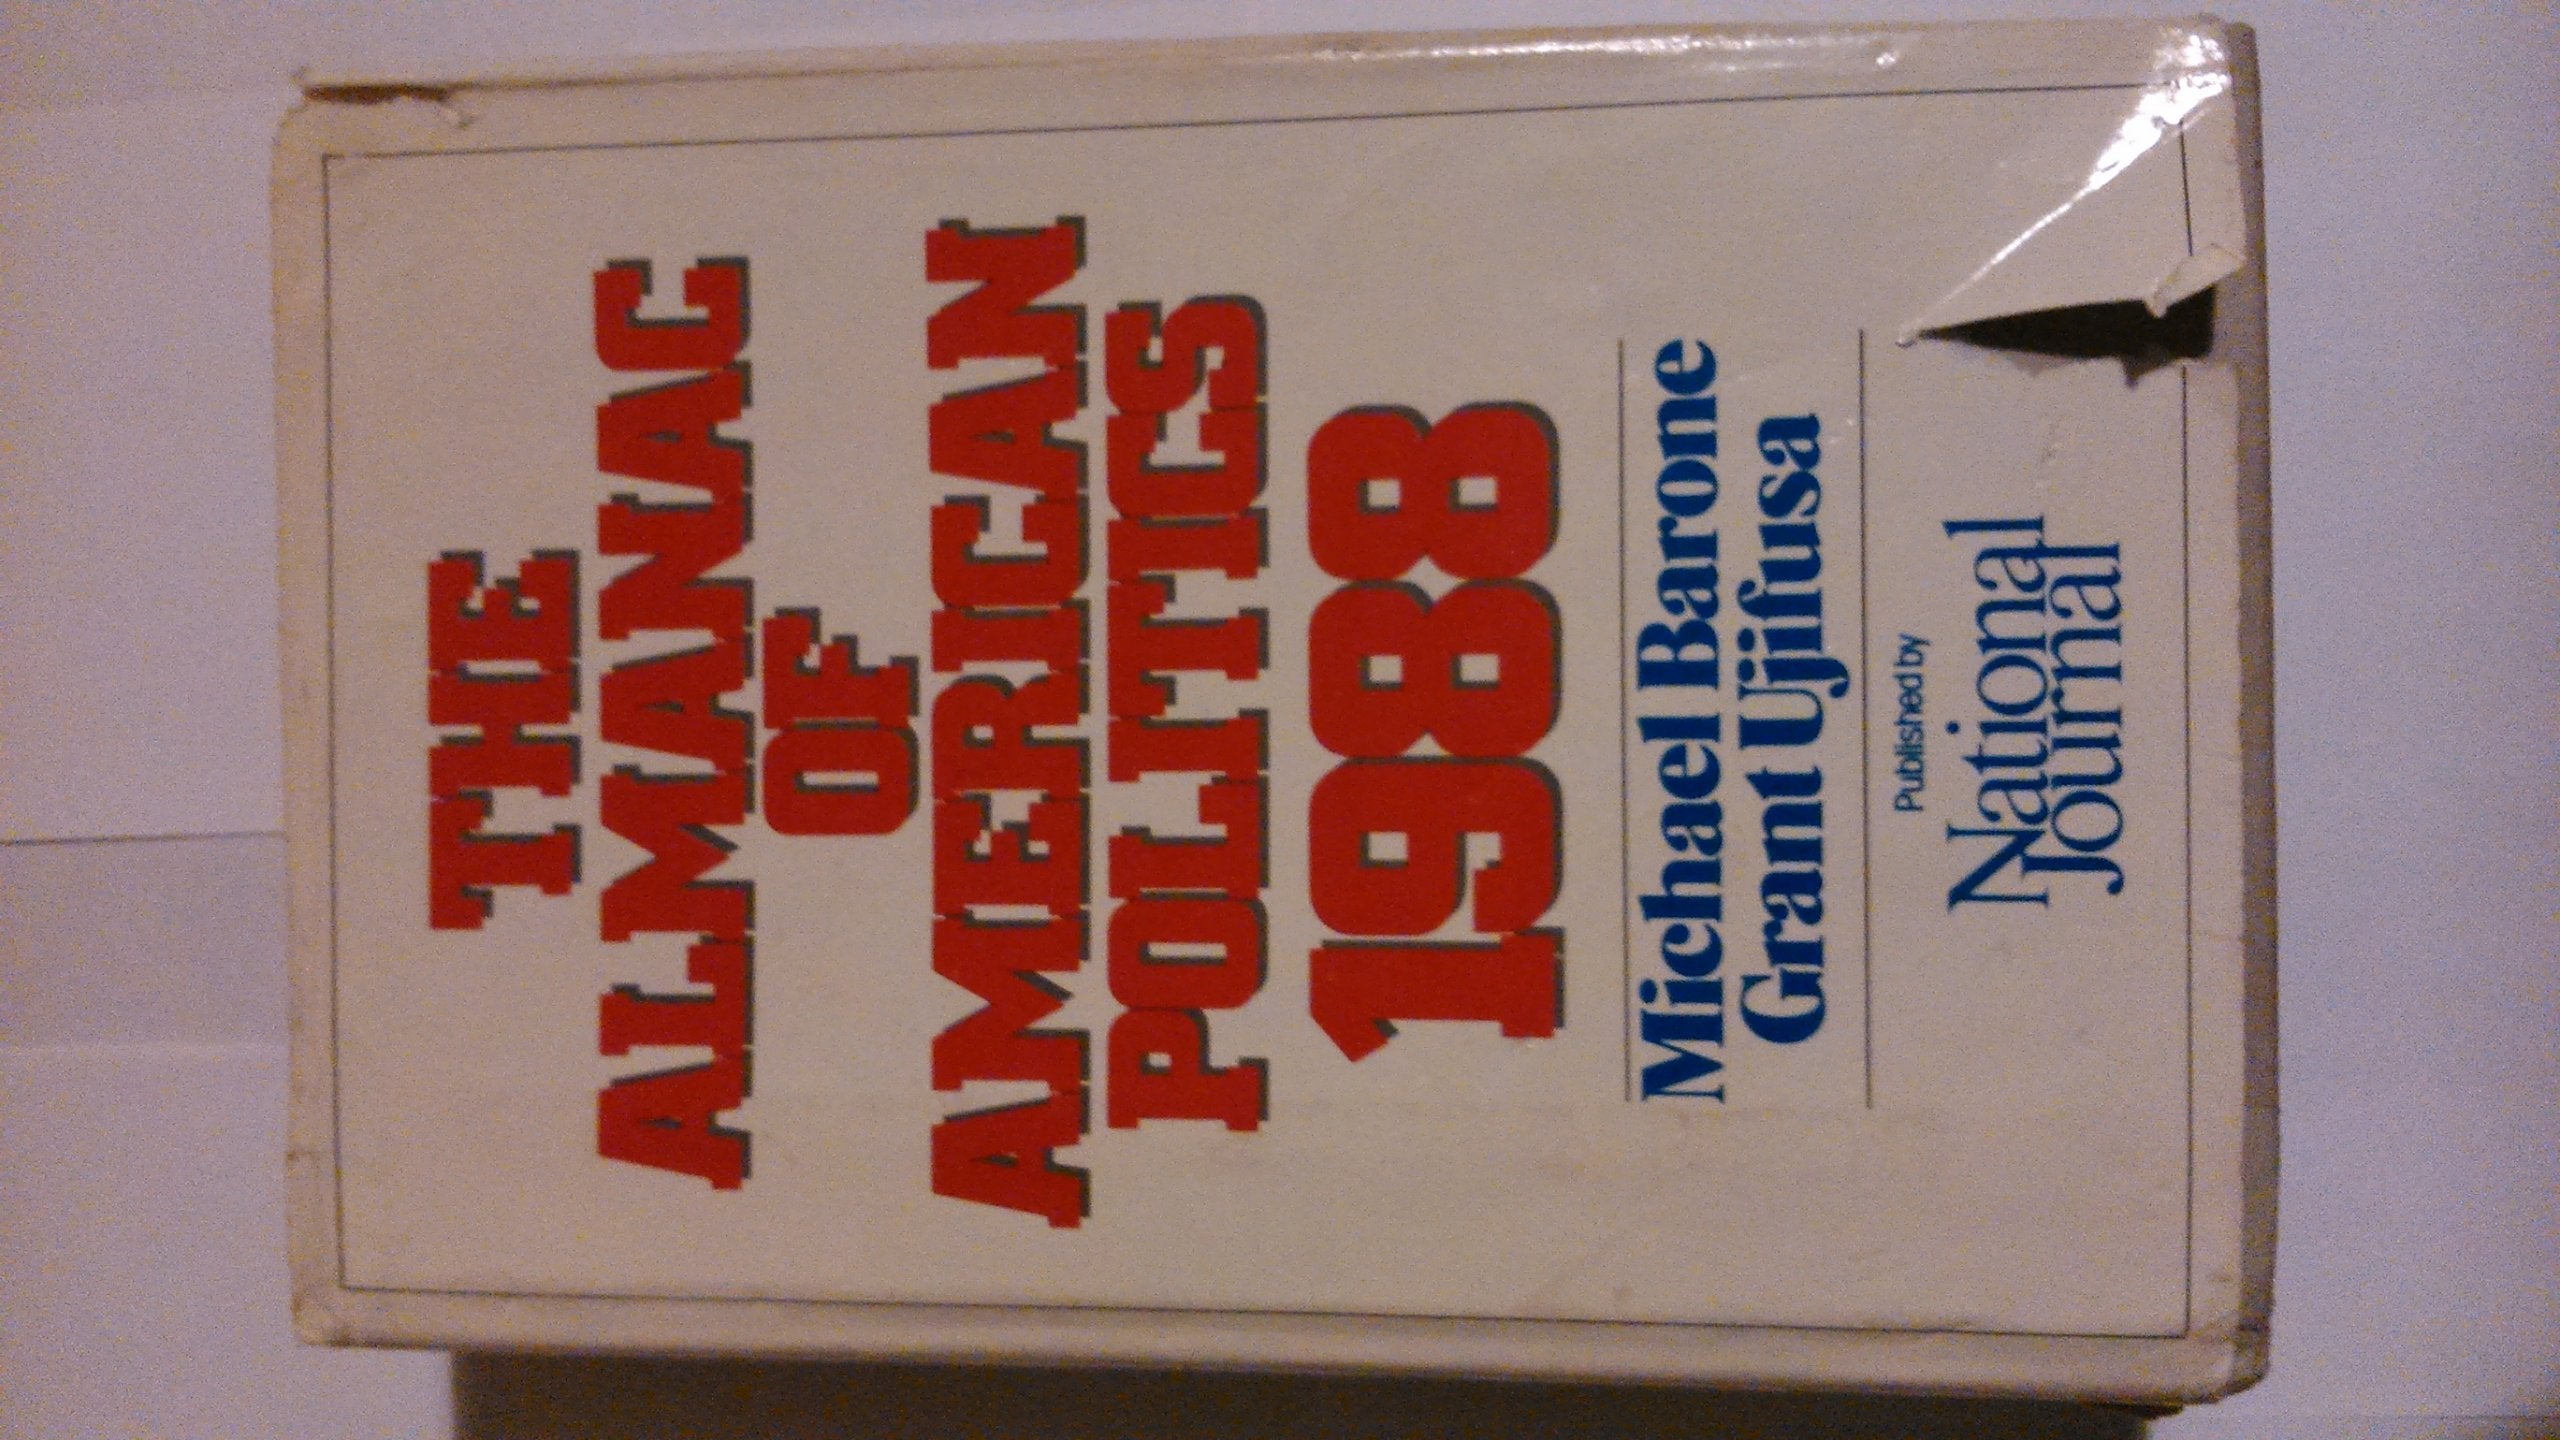 THE
ALMANAC
OF
AMERICAN
POLITICS
1988
Michael Barone
Grant Ujifusa
Published by
National
Journal